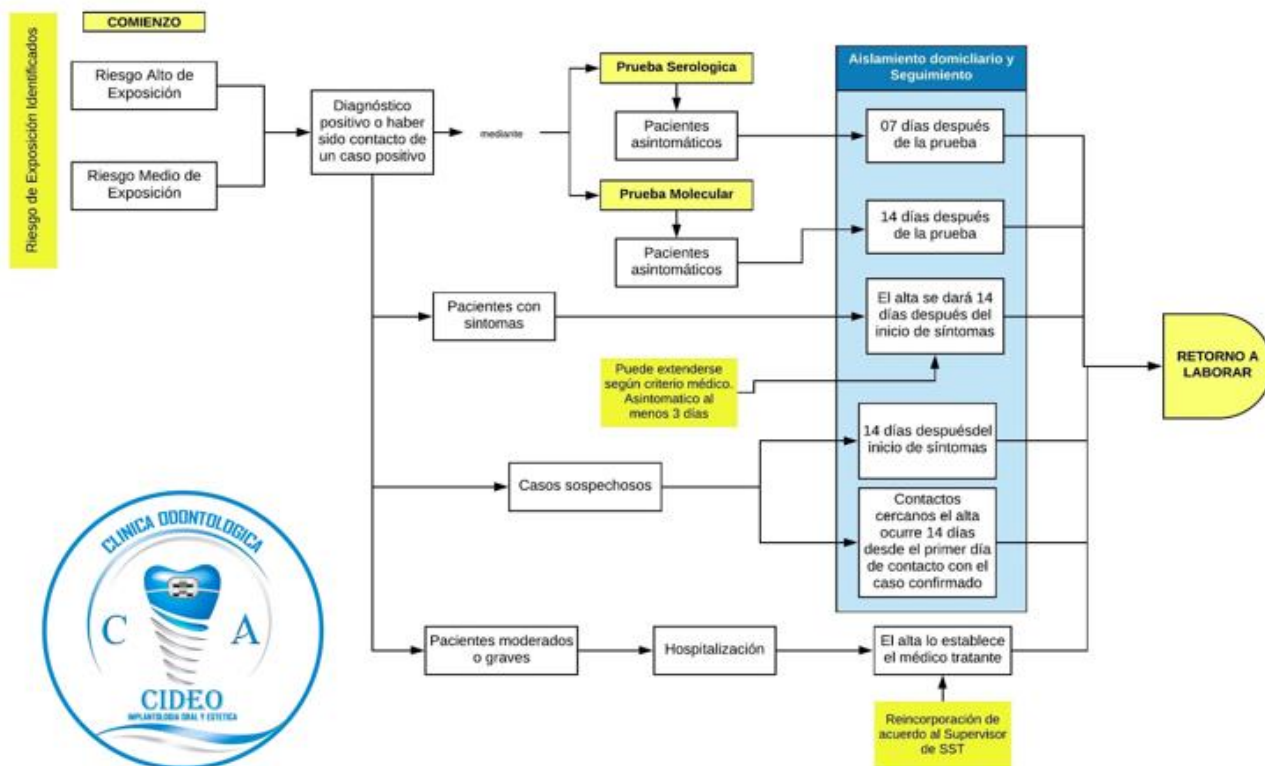 COMIENZO
Riesgo de Exposición Identificados
Riesgo Alto de
Exposición
Riesgo Medio de
Exposición
Diagnóstico
positivo o haber
sido contacto de
un caso positivo
mediante
Prueba Serologica
Pacientes
asintomáticos
Prueba Molecular
Pacientes
asintomáticos
Aislamiento domicliario y
Seguimiento
07 días después
de la prueba
14 días después
de la prueba
Pacientes con
sintomas
El alta se dará 14
días después del
inicio de síntomas
Puede extenderse
según criterio médico.
Asintomatico al
menos 3 días
RETORNO A
LABORAR
Casos sospechosos
14 días despuésdel
inicio de síntomas
Contactos
cercanos el alta
ocurre 14 días
desde el primer día
de contacto con el
caso confirmado
Pacientes moderados
o graves
Hospitalización
El alta lo establece
el médico tratante
Reincorporación de
acuerdo al Supervisor
de SST
CLINICA ODONTOLOGICA
C A
CIDEO
IMPLANTOLOGIA ORAL Y ESTETICA